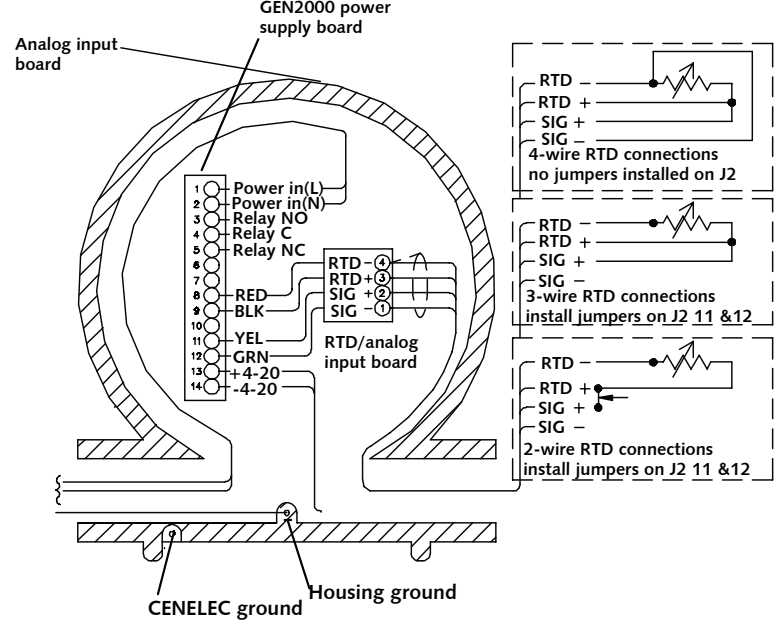 GEN2000 power
supply board
Analog input
board
1 Power in(L)
2 Power in(N)
3 Relay NO
4 Relay C
5 Relay NC
6
7
8 RED
9 BLK
10
11 YEL
12 GRN
13 +4-20
14 -4-20
RTD - 4
RTD + 3
SIG + 2
SIG - 1
RTD/analog
input board
RTD -
RTD +
SIG +
SIG -
4-wire RTD connections
no jumpers installed on J2
RTD -
RTD +
SIG +
SIG -
3-wire RTD connections
install jumpers on J2 11 &12
RTD -
RTD +
SIG +
SIG -
2-wire RTD connections
install jumpers on J2 11 &12
Housing ground
CENELEC ground